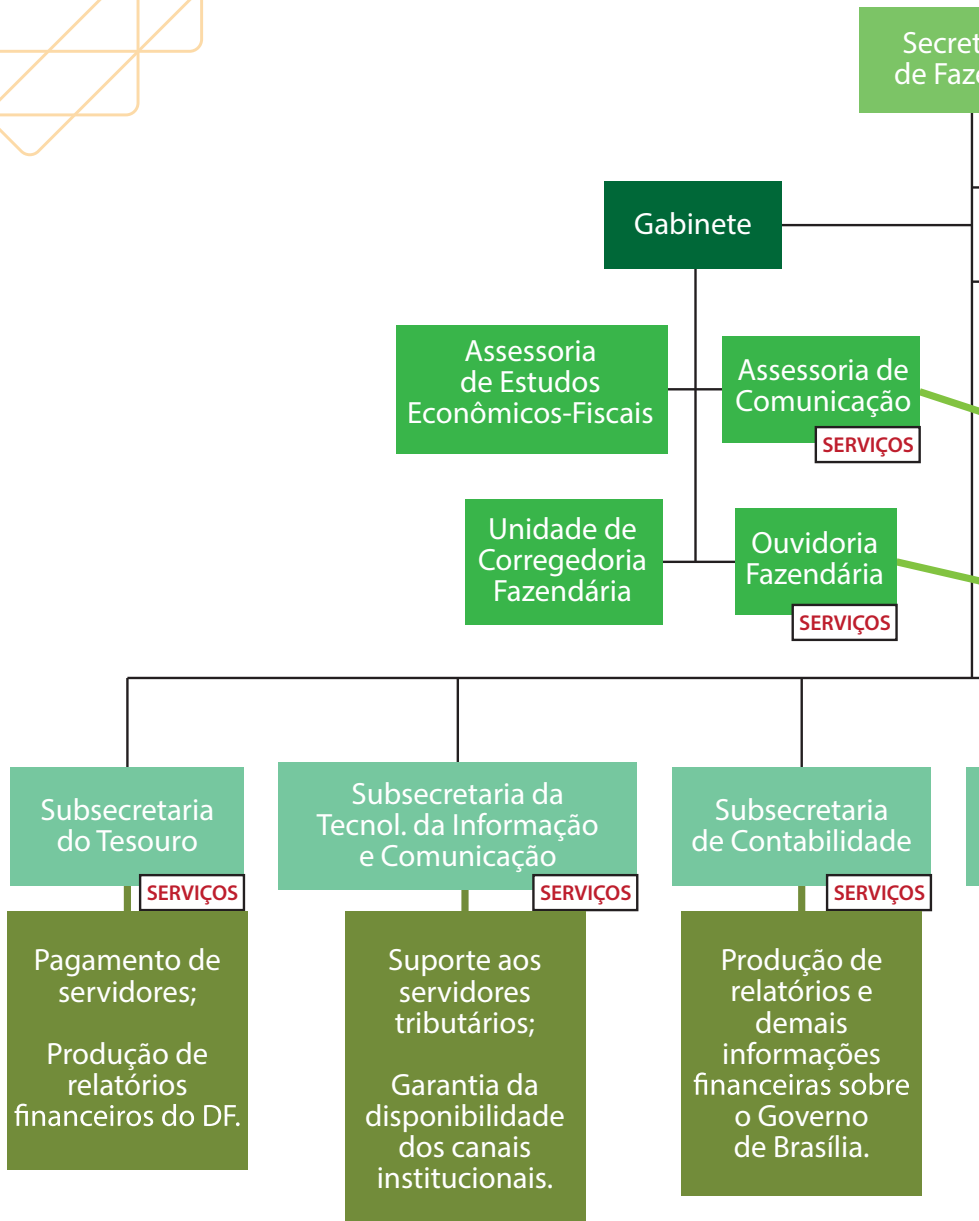 Secret
de Faz
Gabinete
Assessoria
de Estudos
Econômicos-Fiscais
Assessoria de
Comunicação
SERVIÇOS
Unidade de
Corregedoria
Fazendária
Ouvidoria
Fazendária
SERVIÇOS
Subsecretaria
do Tesouro
SERVIÇOS
Pagamento de
servidores;
Produção de
relatórios
financeiros do DF.
Subsecretaria da
Tecnol. da Informação
e Comunicação
SERVIÇOS
Suporte aos
servidores
tributários;
Garantia da
disponibilidade
dos canais
institucionais.
Subsecretaria
de Contabilidade
SERVIÇOS
Produção de
relatórios e
demais
informações
financeiras sobre
o Governo
de Brasília.